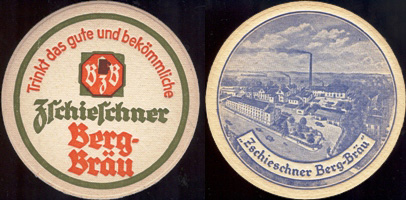 Trinkt das gute und bekömmliche
BzB
Zschieschner
Berg-
Bräu
"Zschieschner Berg-Bräu"